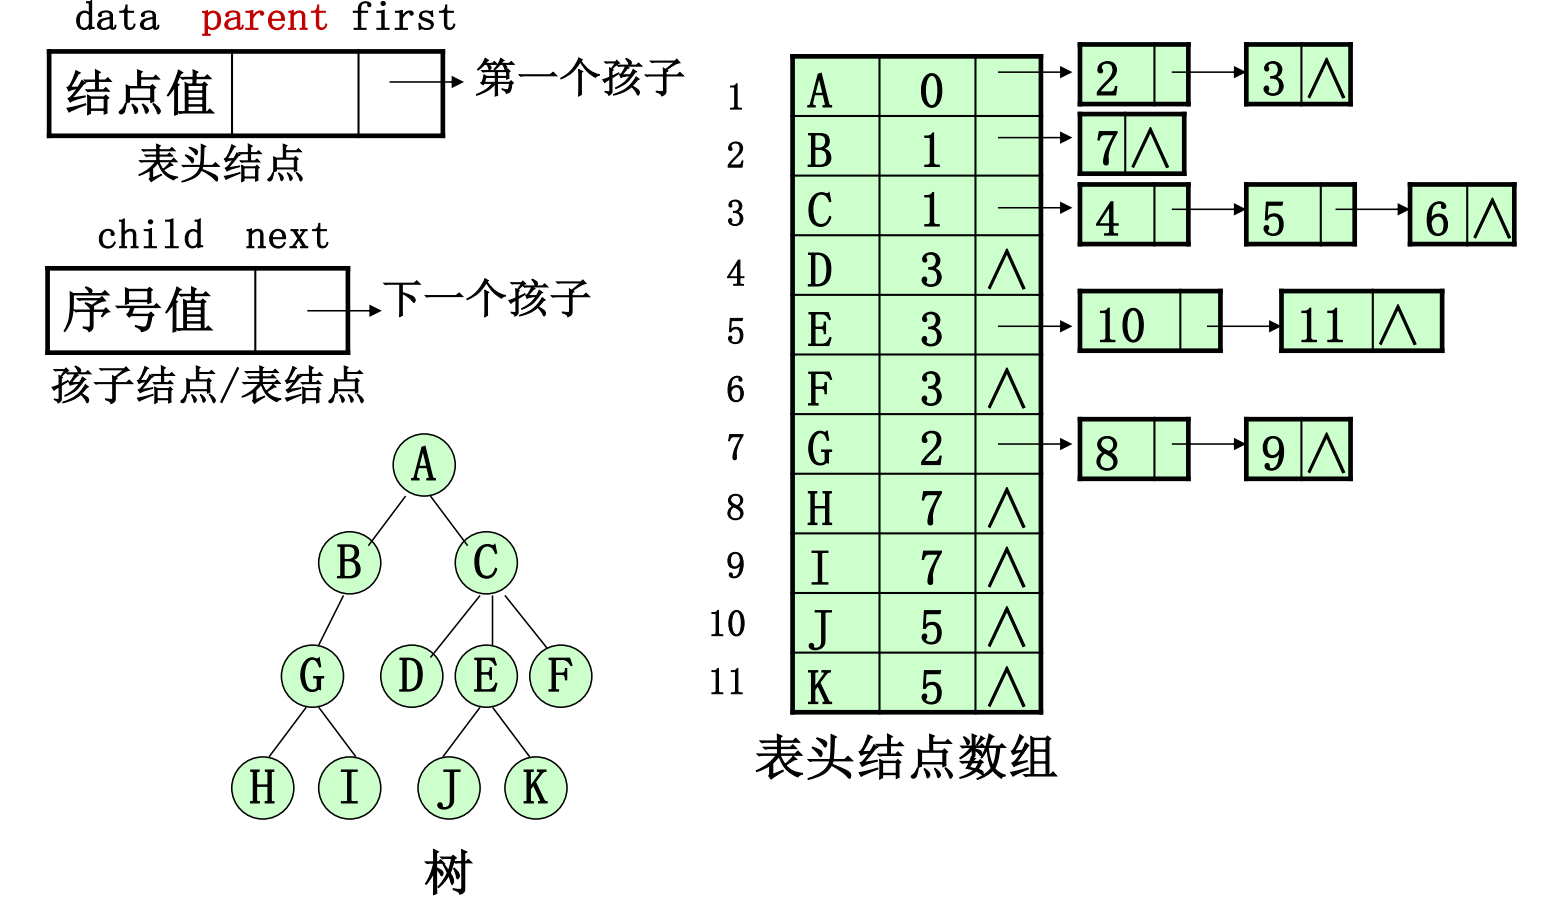 data parent first
结点值
第一个孩子
表头结点
child next
序号值
下一个孩子
孩子结点/表结点
A
B C
G D E F
H I J K
树
1 A 0 2 3 ∧
2 B 1 7 ∧
3 C 1 4 5 6 ∧
4 D 3 ∧
5 E 3 10 11 ∧
6 F 3 ∧
7 G 2 8 9 ∧
8 H 7 ∧
9 I 7 ∧
10 J 5 ∧
11 K 5 ∧
表头结点数组